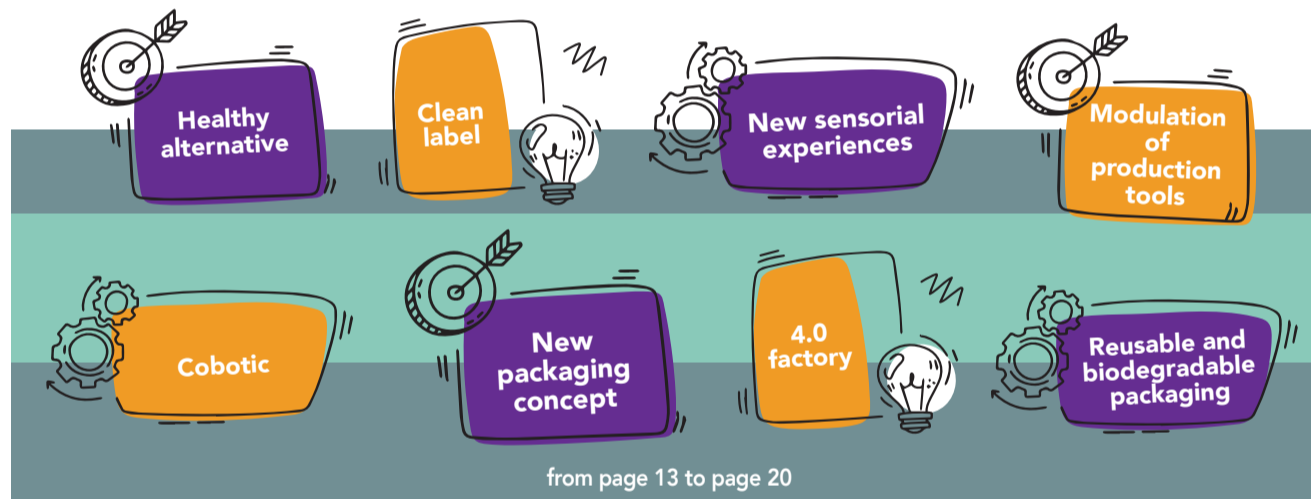 Healthy
alternative
Clean
label
New sensorial
experiences
Modulation
of
production
tools
Cobotic
New
packaging
concept
4.0
factory
Reusable and
biodegradable
packaging
from page 13 to page 20